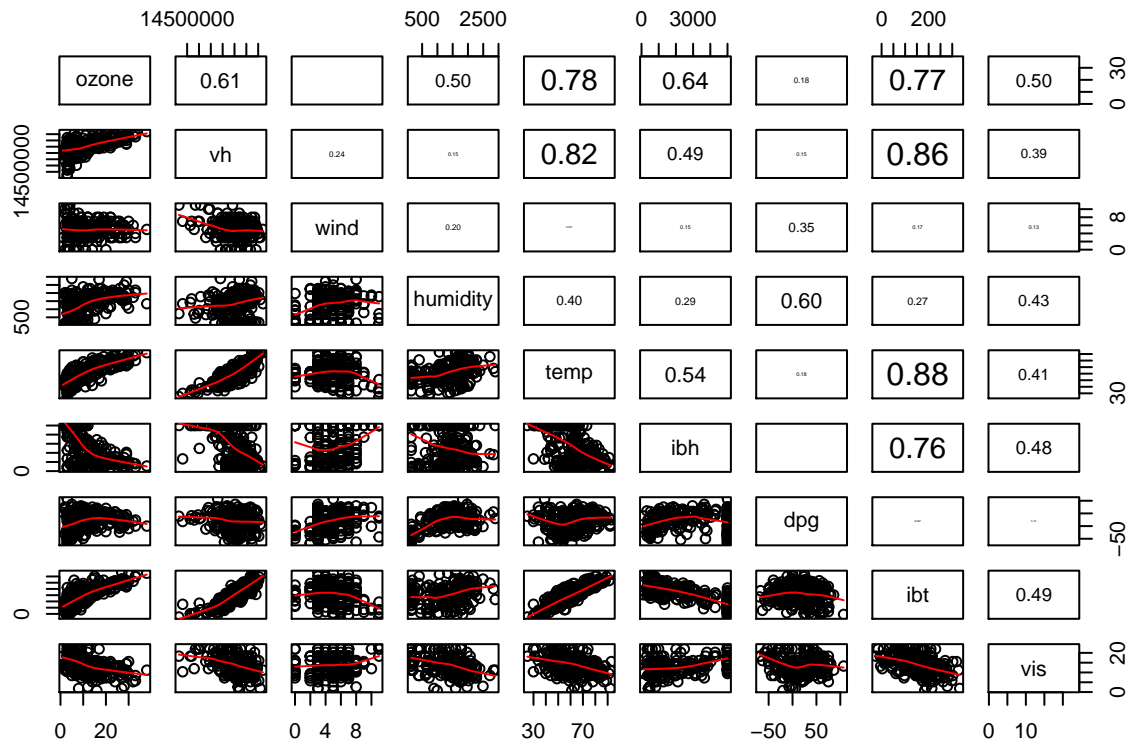 14500000 500 2500 0 3000 0 200
ozone 0.61 0.50 0.78 0.64 0.18 0.77 0.50 0 30
14500000 vh 0.24 0.15 0.82 0.49 0.15 0.86 0.39
wind 0.20 0.15 0.35 0.17 0.13 0 8
500 humidity 0.40 0.29 0.60 0.27 0.43
temp 0.54 0.18 0.88 0.41 30
0 ibh 0.76 0.48
dpg −50
0 ibt 0.49
vis 0 20
0 20 0 4 8 30 70 −50 50 0 10